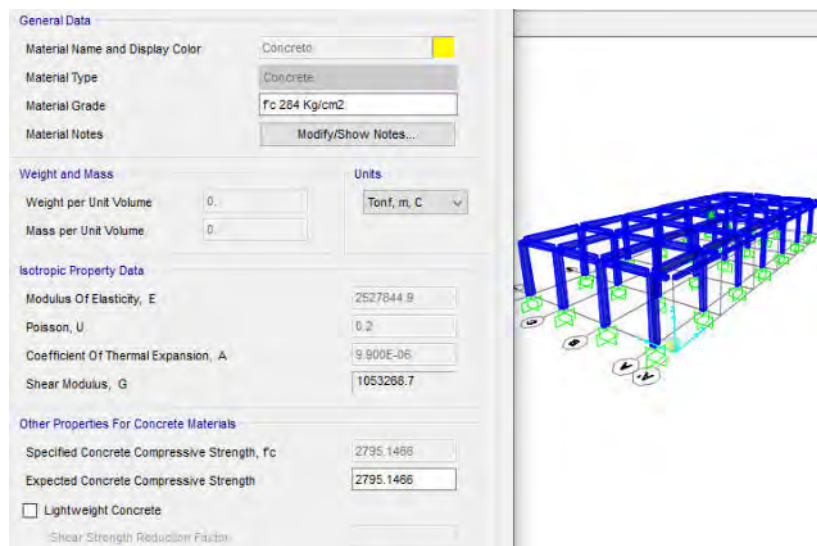 General Data
Material Name and Display Color Concreto
Material Type Concrete
Material Grade f'c 284 Kg/cm2
Material Notes Modify/Show Notes...
Weight and Mass Units
Weight per Unit Volume 0. Tonf, m, C
Mass per Unit Volume 0.
Isotropic Property Data
Modulus Of Elasticity, E 2527844.9
Poisson, U 0.2
Coefficient Of Thermal Expansion, A 9.900E-06
Shear Modulus, G 1053268.7
Other Properties For Concrete Materials
Specified Concrete Compressive Strength, f'c 2795.1466
Expected Concrete Compressive Strength 2795.1466
Lightweight Concrete
Shear Strength Reduction Factor